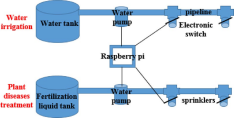 Water
irrigation
Water tank
Water
pump
pipeline
Electronic
switch
Raspberry pi
Plant
diseases
treatment
Fertilization
liquid tank
Water
pump
sprinklers